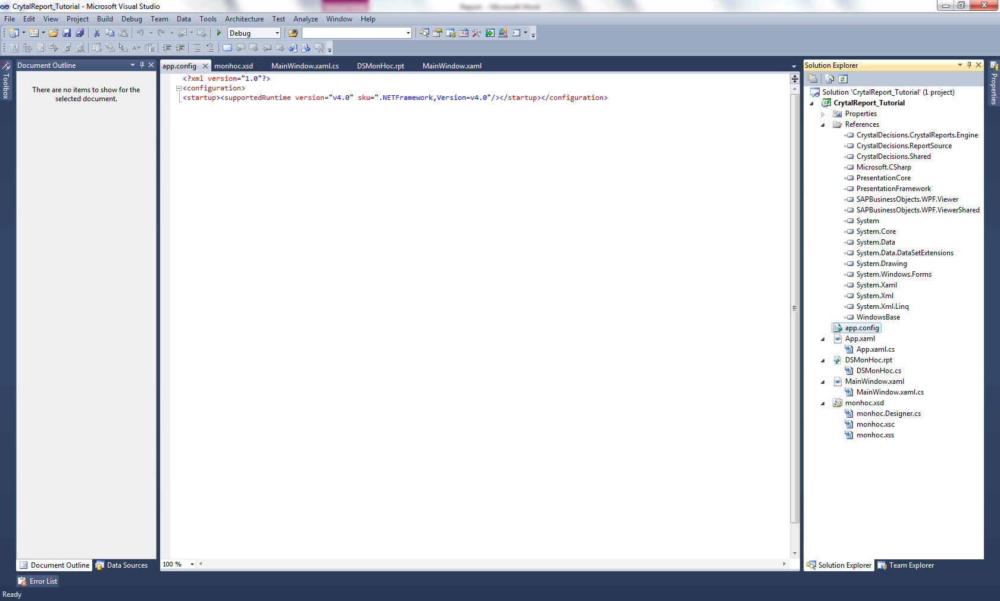 CrytalReport_Tutorial - Microsoft Visual Studio
File Edit View Project Build Debug Team Data Tools Architecture Test Analyze Window Help
Debug
Toolbox
Document Outline
There are no items to show for the
selected document.
Document Outline
Data Sources
app.config monhoc.xsd MainWindow.xaml.cs DSMonHoc.rpt MainWindow.xaml
<?xml version="1.0"?>
<configuration>
<startup><supportedRuntime version="v4.0" sku=".NETFramework,Version=v4.0"/></startup></configuration>
100 %
Solution Explorer
Solution 'CrytalReport_Tutorial' (1 project)
CrytalReport_Tutorial
Properties
References
CrystalDecisions.CrystalReports.Engine
CrystalDecisions.ReportSource
CrystalDecisions.Shared
Microsoft.CSharp
PresentationCore
PresentationFramework
SAPBusinessObjects.WPF.Viewer
SAPBusinessObjects.WPF.ViewerShared
System
System.Core
System.Data
System.Data.DataSetExtensions
System.Drawing
System.Windows.Forms
System.Xaml
System.Xml
System.Xml.Linq
WindowsBase
app.config
App.xaml
App.xaml.cs
DSMonHoc.rpt
DSMonHoc.cs
MainWindow.xaml
MainWindow.xaml.cs
monhoc.xsd
monhoc.Designer.cs
monhoc.xsc
monhoc.xss
Solution Explorer
Team Explorer
Properties
Error List
Ready